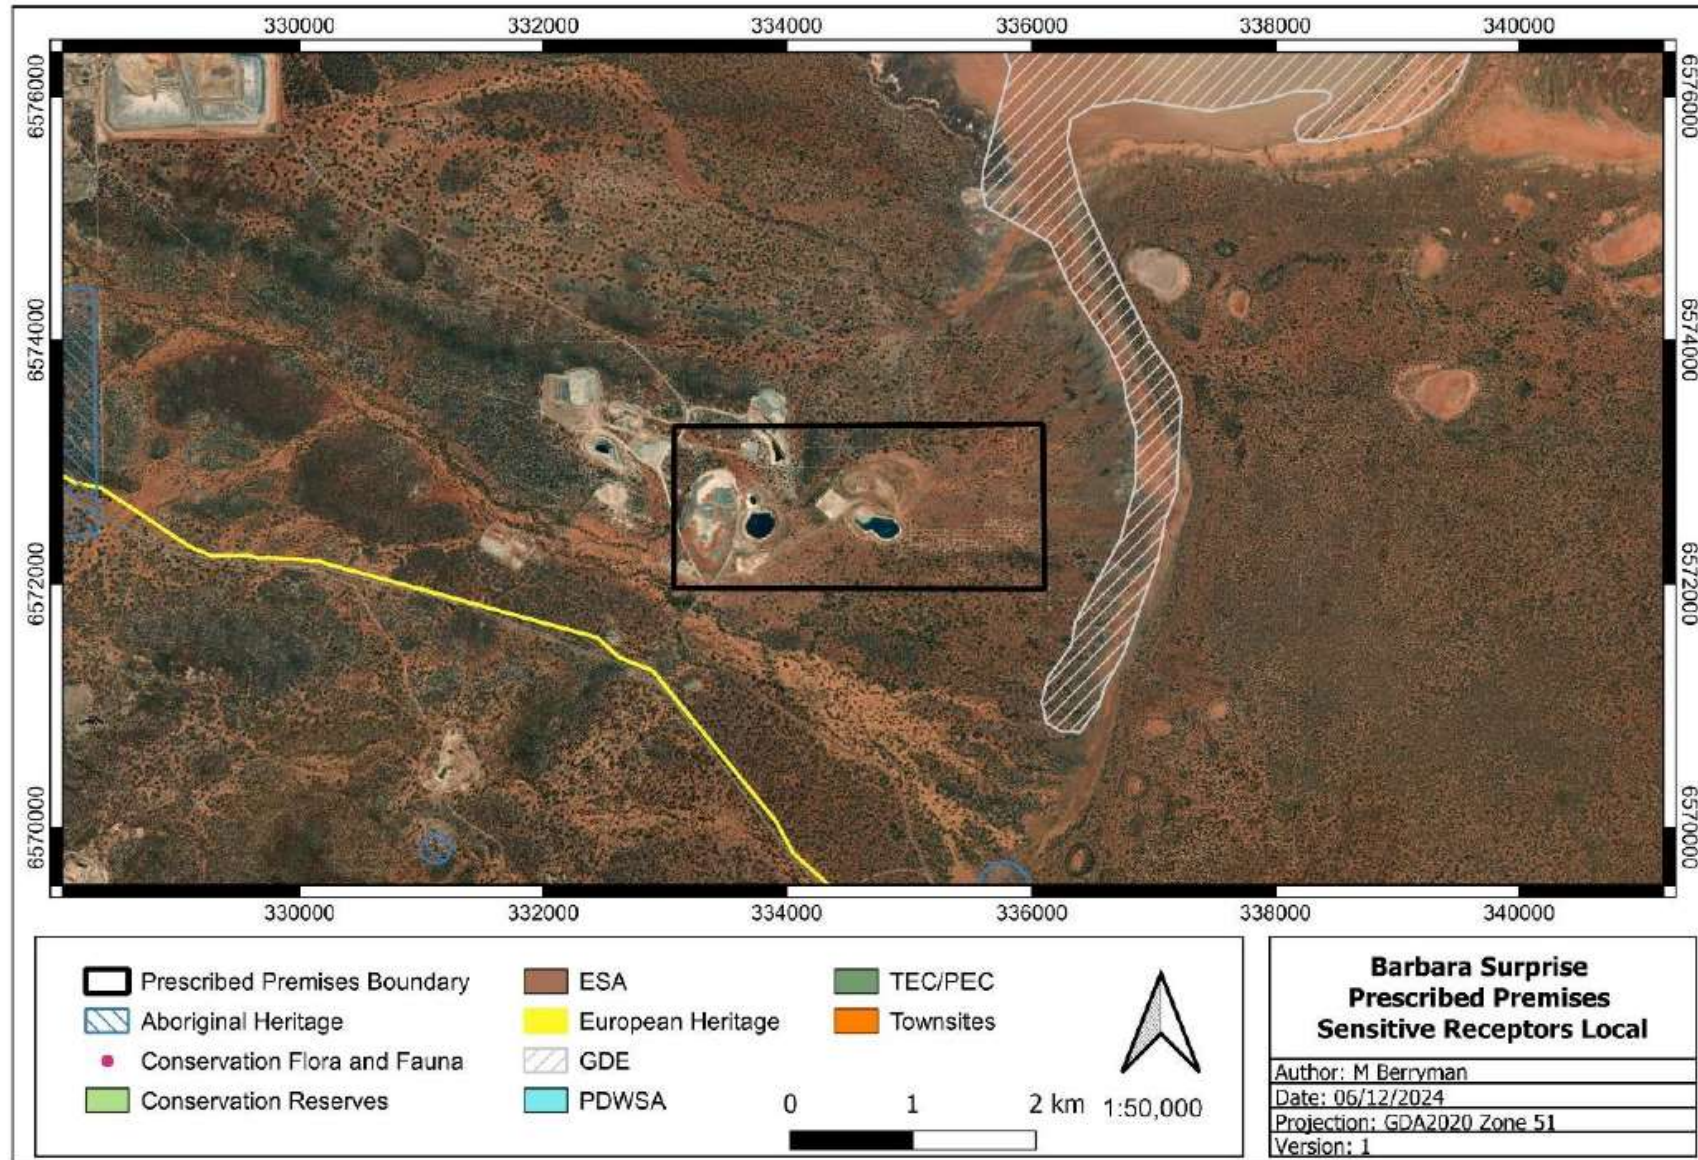 330000 332000 334000 336000 338000 340000
6576000 6576000
6574000 6574000
6572000 6572000
6570000 6570000
330000 332000 334000 336000 338000 340000
Prescribed Premises Boundary
Aboriginal Heritage
Conservation Flora and Fauna
Conservation Reserves
ESA
European Heritage
GDE
PDWSA
TEC/PEC
Townsites
0 1 2 km
1:50,000
Barbara Surprise
Prescribed Premises
Sensitive Receptors Local
Author: M Berryman
Date: 06/12/2024
Projection: GDA2020 Zone 51
Version: 1